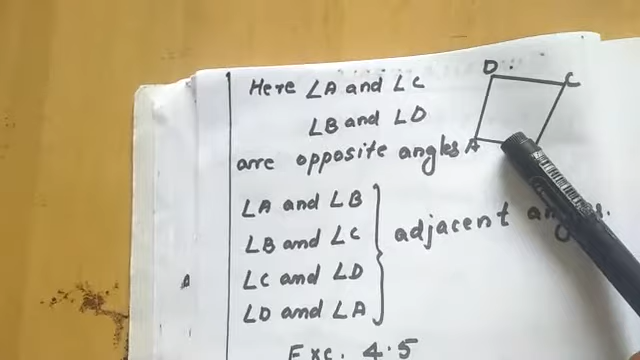 Here ∠A and ∠C
∠B and ∠D
are opposite angles
D
C
A
∠A and ∠B
∠B and ∠C
∠C and ∠D
∠D and ∠A
adjacent
Exc. 4.5